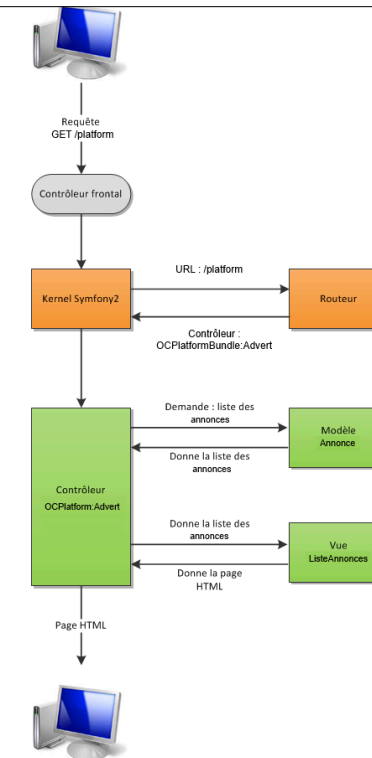 Requête
GET /platform
Contrôleur frontal
URL : /platform
Kernel Symfony2
Routeur
Contrôleur :
OCPlatformBundle:Advert
Demande : liste des
annonces
Modèle
Annonce
Donne la liste des
annonces
Contrôleur
OCPlatform:Advert
Donne la liste des
annonces
Vue
ListeAnnonces
Donne la page
HTML
Page HTML